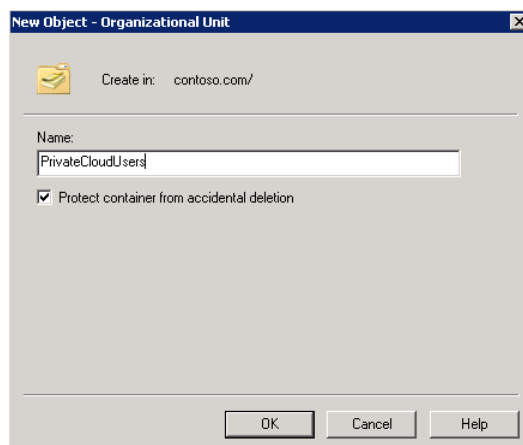 New Object - Organizational Unit
Create in: contoso.com/
Name:
PrivateCloudUsers
Protect container from accidental deletion
OK Cancel Help